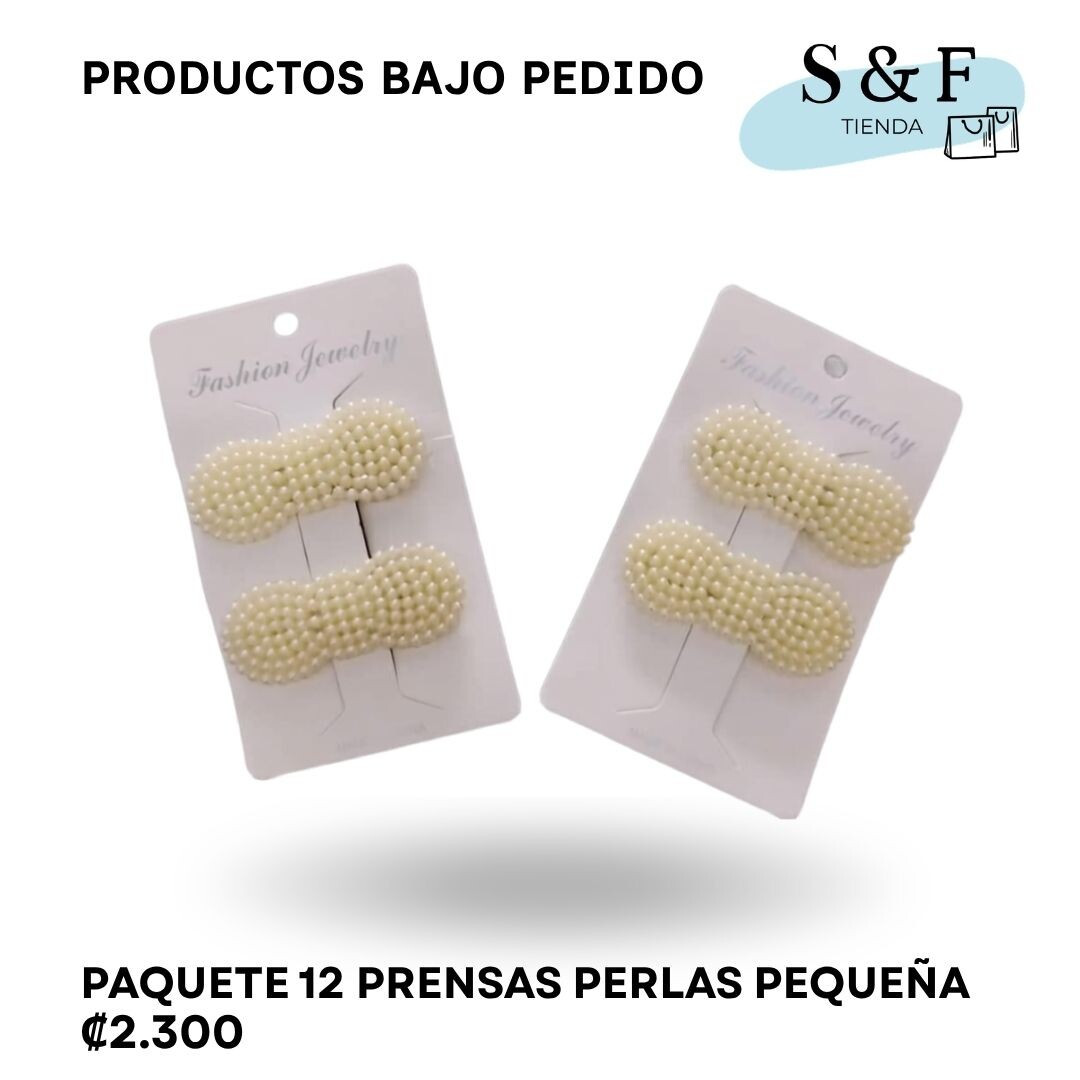 PRODUCTOS BAJO PEDIDO
S & F
TIENDA
Fashion Jewelry
Fashion Jewelry
PAQUETE 12 PRENSAS PERLAS PEQUEÑA
₡2.300